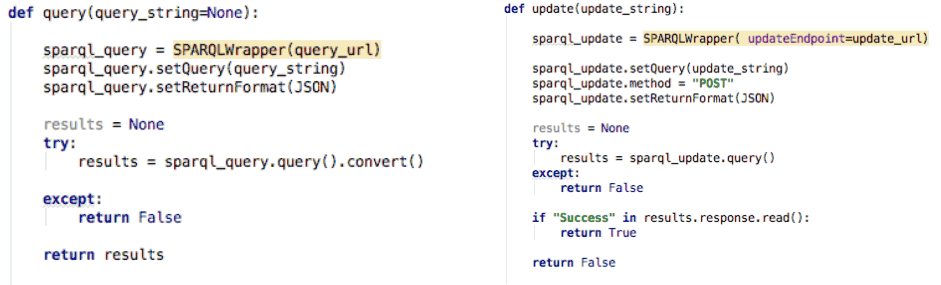 def query(query_string=None):
sparql_query = SPARQLWrapper(query_url)
sparql_query.setQuery(query_string)
sparql_query.setReturnFormat(JSON)
results = None
try:
results = sparql_query.query().convert()
except:
return False
return results
def update(update_string):
sparql_update = SPARQLWrapper( updateEndpoint=update_url)
sparql_update.setQuery(update_string)
sparql_update.method = "POST"
sparql_update.setReturnFormat(JSON)
results = None
try:
results = sparql_update.query()
except:
return False
if "Success" in results.response.read():
return True
return False